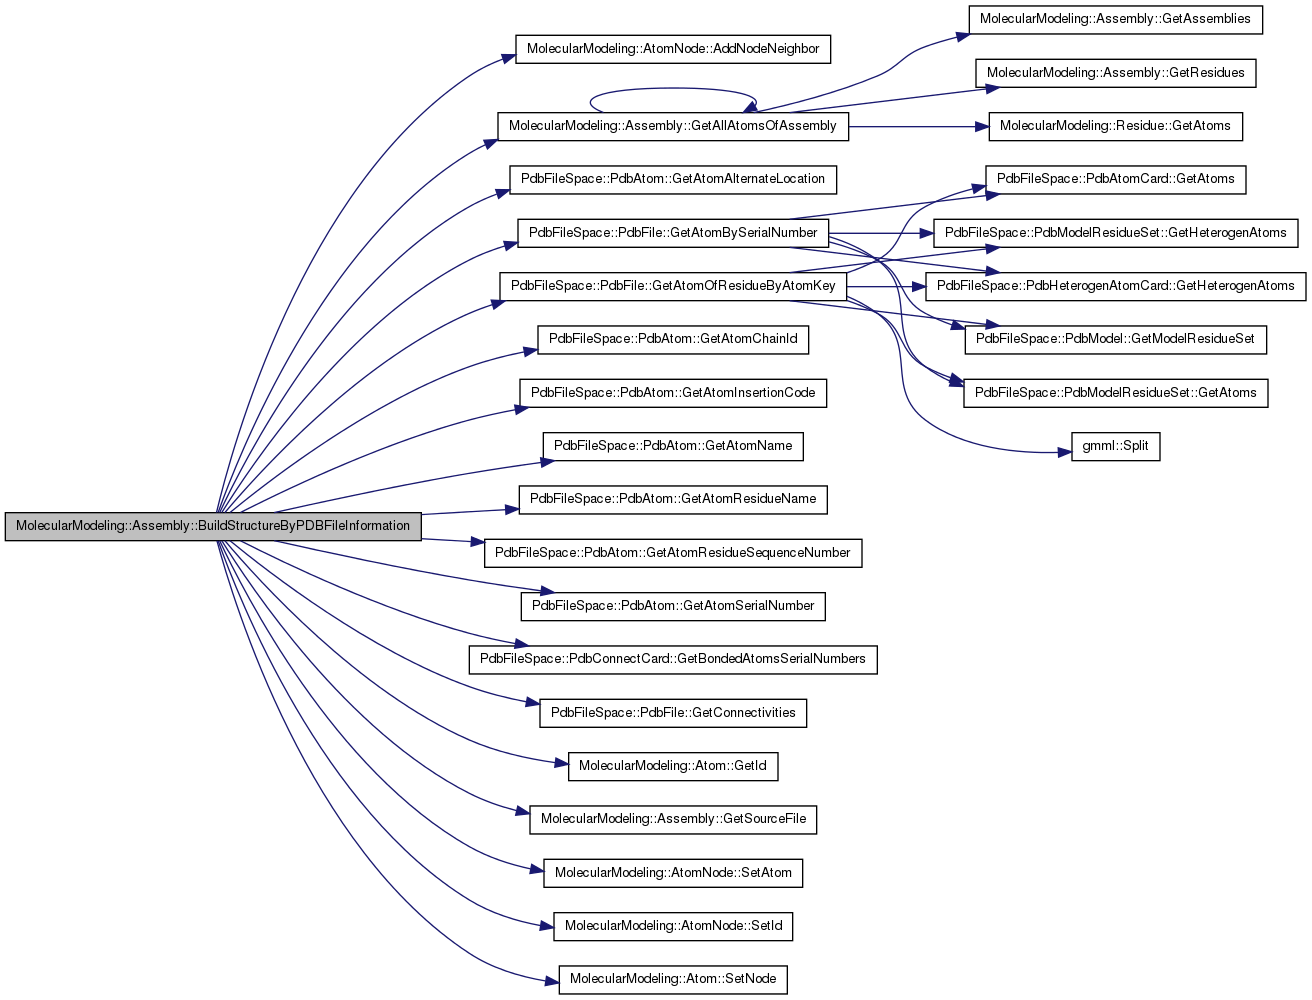 MolecularModeling::Assembly::BuildStructureByPDBFileInformation
MolecularModeling::AtomNode::AddNodeNeighbor
MolecularModeling::Assembly::GetAllAtomsOfAssembly
PdbFileSpace::PdbAtom::GetAtomAlternateLocation
PdbFileSpace::PdbFile::GetAtomBySerialNumber
PdbFileSpace::PdbFile::GetAtomOfResidueByAtomKey
PdbFileSpace::PdbAtom::GetAtomChainId
PdbFileSpace::PdbAtom::GetAtomInsertionCode
PdbFileSpace::PdbAtom::GetAtomName
PdbFileSpace::PdbAtom::GetAtomResidueName
PdbFileSpace::PdbAtom::GetAtomResidueSequenceNumber
PdbFileSpace::PdbAtom::GetAtomSerialNumber
PdbFileSpace::PdbConnectCard::GetBondedAtomsSerialNumbers
PdbFileSpace::PdbFile::GetConnectivities
MolecularModeling::Atom::GetId
MolecularModeling::Assembly::GetSourceFile
MolecularModeling::AtomNode::SetAtom
MolecularModeling::AtomNode::SetId
MolecularModeling::Atom::SetNode
MolecularModeling::Assembly::GetAssemblies
MolecularModeling::Assembly::GetResidues
MolecularModeling::Residue::GetAtoms
PdbFileSpace::PdbAtomCard::GetAtoms
PdbFileSpace::PdbModelResidueSet::GetHeterogenAtoms
PdbFileSpace::PdbHeterogenAtomCard::GetHeterogenAtoms
PdbFileSpace::PdbModel::GetModelResidueSet
PdbFileSpace::PdbModelResidueSet::GetAtoms
gmml::Split